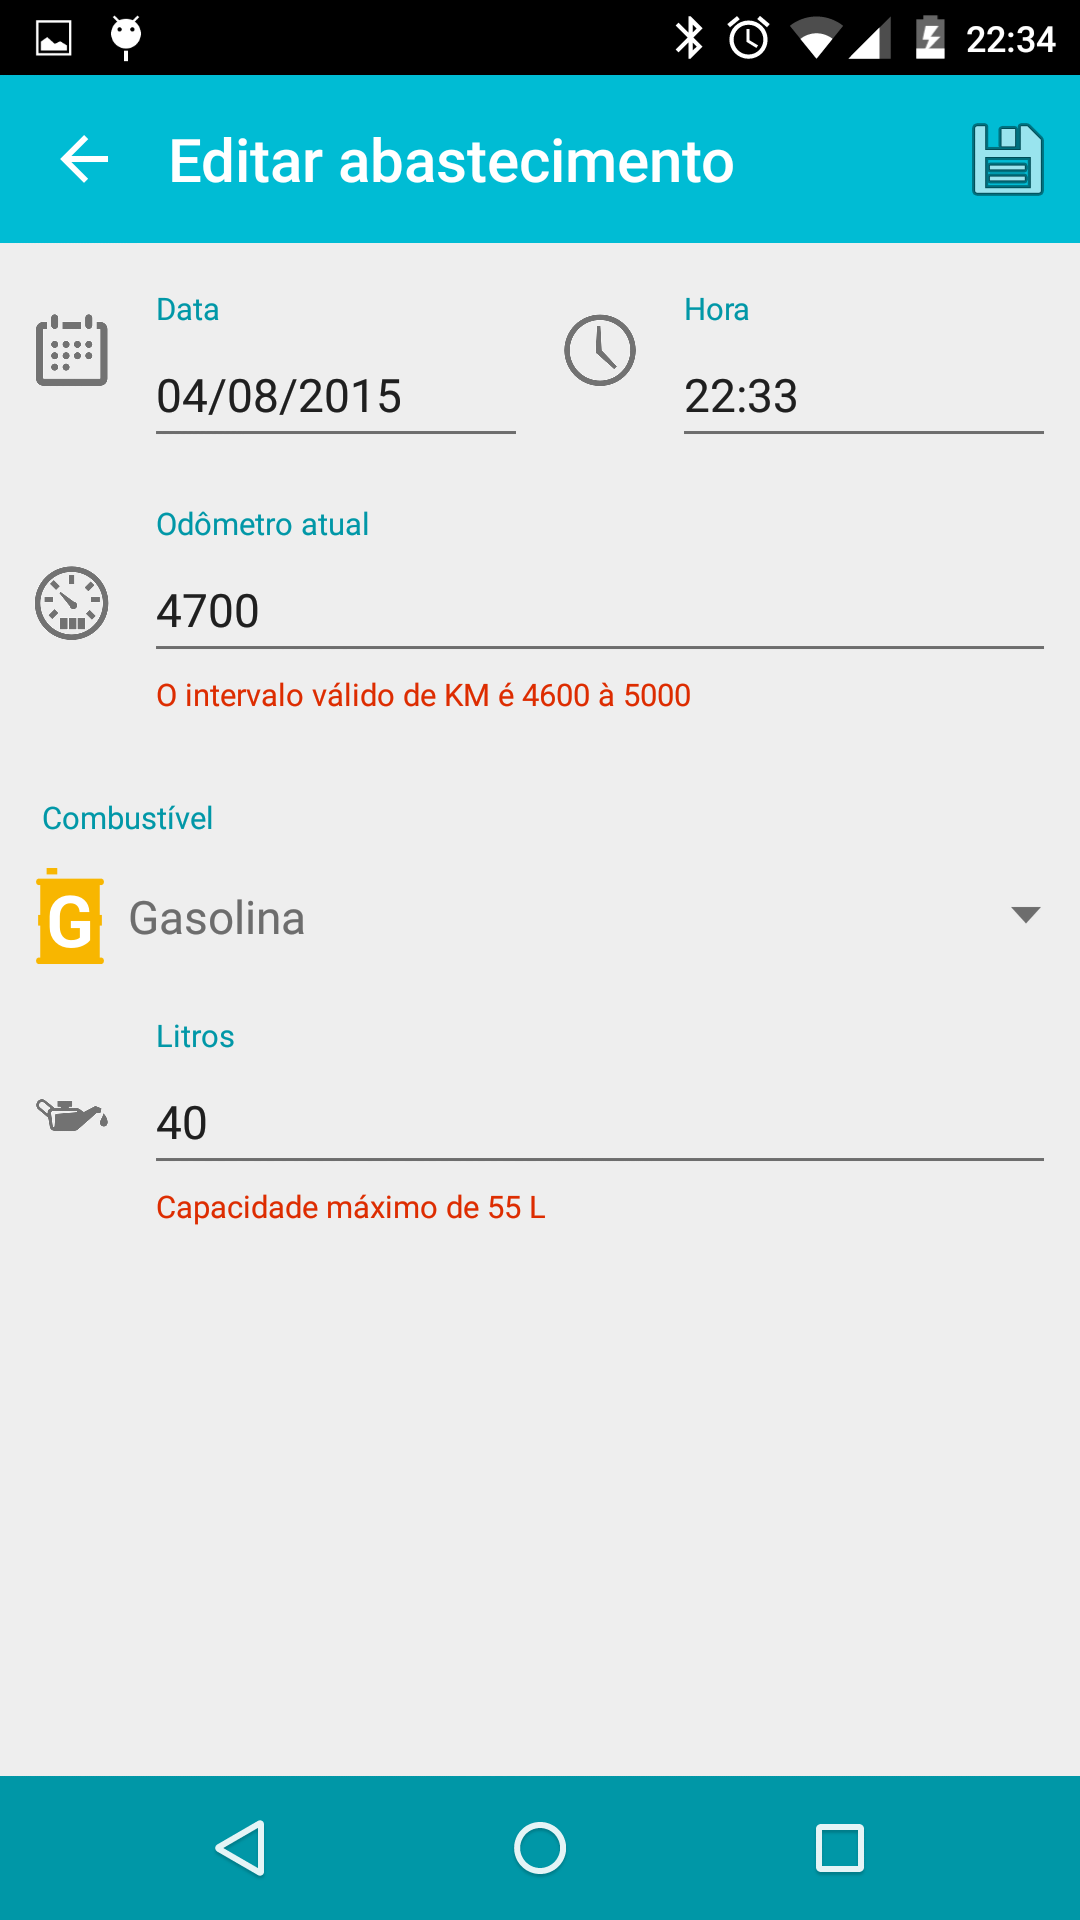 22:34
Editar abastecimento
Data
Hora
04/08/2015
22:33
Odômetro atual
4700
O intervalo válido de KM é 4600 à 5000
Combustível
G Gasolina
Litros
40
Capacidade máximo de 55 L